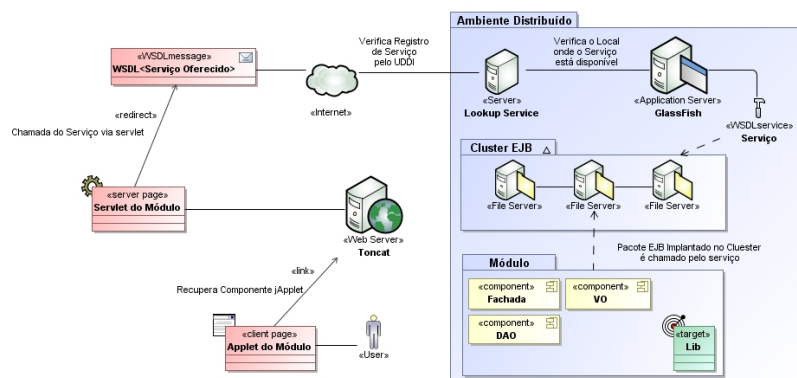 Ambiente Distribuído
«WSDLmessage»
WSDL<Serviço Oferecido>
Verifica Registro
de Serviço
pelo UDDI
Verifica o Local
onde o Serviço
está disponível
«redirect»
Chamada do Serviço via servlet
«Internet»
«Server»
Lookup Service
«Application Server»
GlassFish
«WSDLservice»
Serviço
Cluster EJB
«server page»
Servlet do Módulo
«File Server»
«File Server»
«File Server»
«Web Server»
Toncat
Pacote EJB Implantado no Cluester
é chamado pelo serviço
«link»
Recupera Componente jApplet
Módulo
«component»
Fachada
«component»
VO
«component»
DAO
«target»
Lib
«client page»
Applet do Módulo
«User»